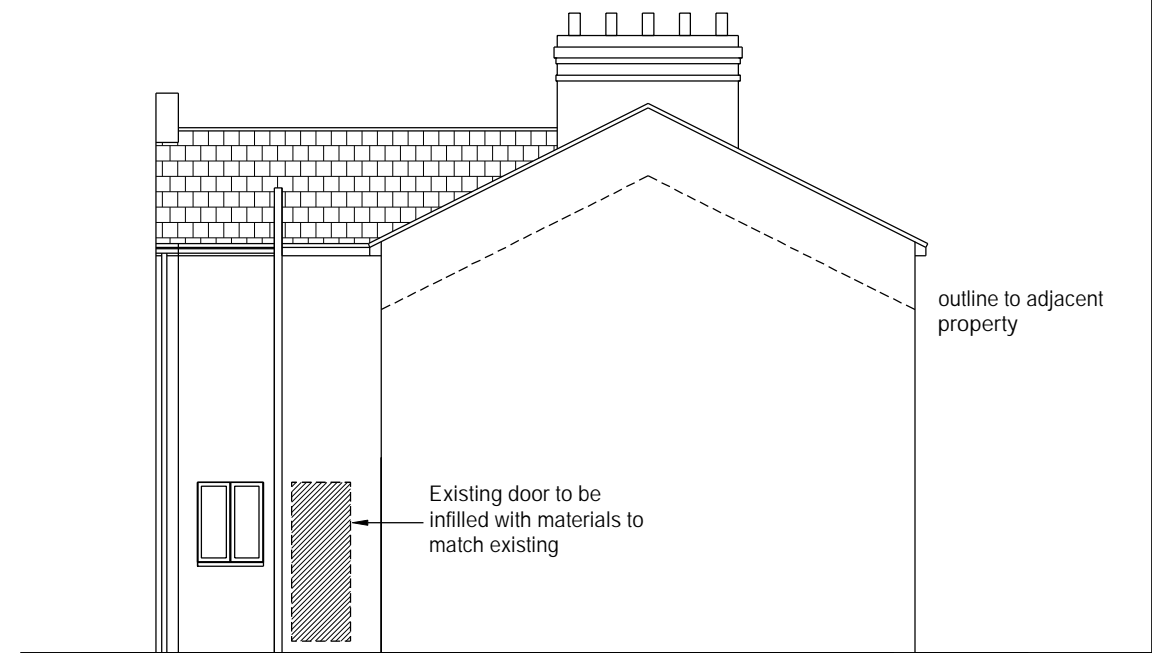 outline to adjacent
property
Existing door to be
infilled with materials to
match existing